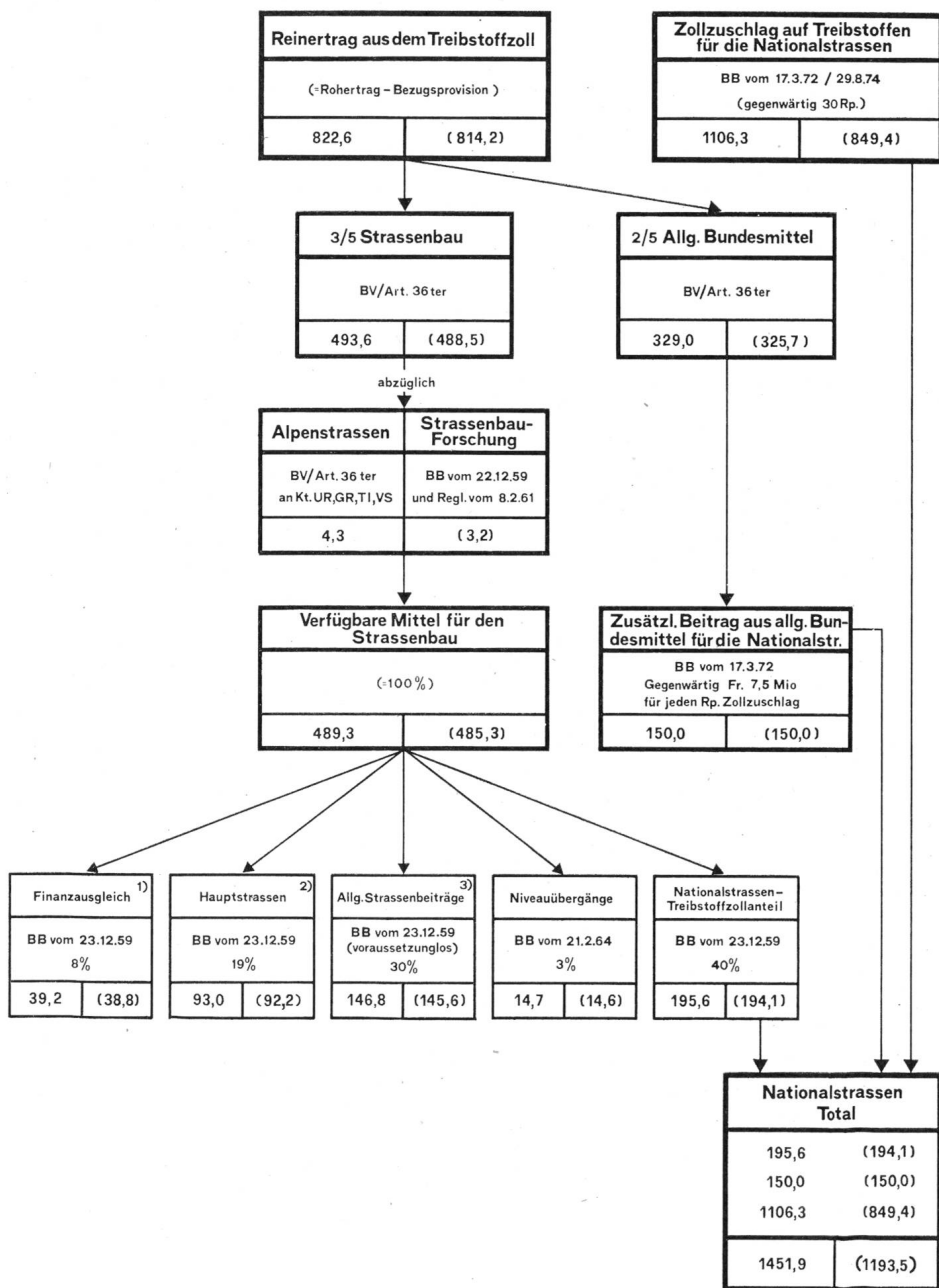 Reinertrag aus dem Treibstoffzoll
(=Rohertrag – Bezugsprovision )
822,6 (814,2)
Zollzuschlag auf Treibstoffen
für die Nationalstrassen
BB vom 17.3.72 / 29.8.74
(gegenwärtig 30 Rp.)
1106,3 (849,4)
3/5 Strassenbau
BV/Art. 36 ter
493,6 (488,5)
2/5 Allg. Bundesmittel
BV/Art. 36 ter
329,0 (325,7)
abzüglich
Alpenstrassen
BV/Art. 36 ter
an Kt. UR,GR,TI,VS
4,3
Strassenbau-
Forschung
BB vom 22.12.59
und Regl. vom 8.2.61
(3,2)
Verfügbare Mittel für den
Strassenbau
(=100%)
489,3 (485,3)
Zusätzl. Beitrag aus allg. Bun-
desmittel für die Nationalstr.
BB vom 17.3.72
Gegenwärtig Fr. 7,5 Mio
für jeden Rp. Zollzuschlag
150,0 (150,0)
Finanzausgleich 1)
BB vom 23.12.59
8%
39,2 (38,8)
Hauptstrassen 2)
BB vom 23.12.59
19%
93,0 (92,2)
Allg. Strassenbeiträge 3)
BB vom 23.12.59
(voraussetzunglos)
30%
146,8 (145,6)
Niveauübergänge
BB vom 21.2.64
3%
14,7 (14,6)
Nationalstrassen –
Treibstoffzollanteil
BB vom 23.12.59
40%
195,6 (194,1)
Nationalstrassen
Total
195,6 (194,1)
150,0 (150,0)
1106,3 (849,4)
1451,9 (1193,5)